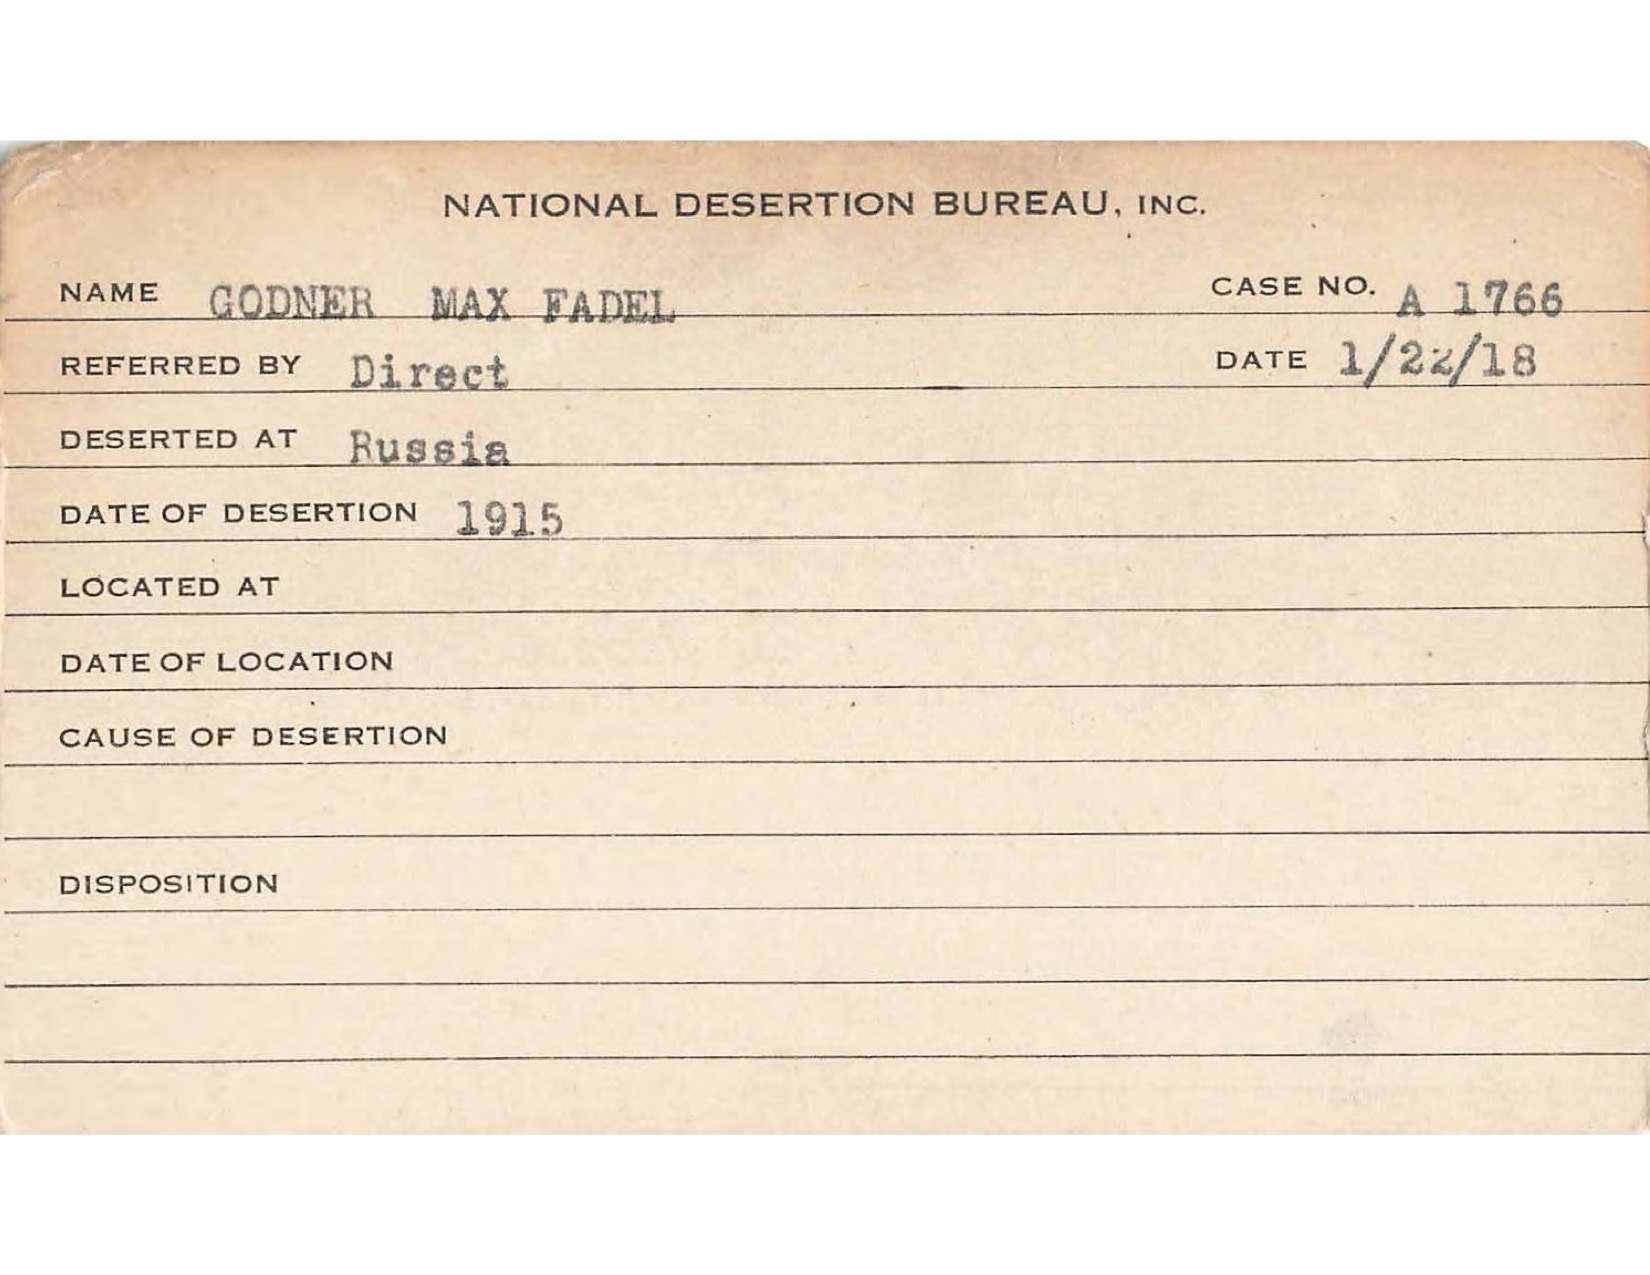 NATIONAL DESERTION BUREAU, INC.
NAME GODNER MAX FADEL CASE NO. A 1766
REFERRED BY Direct DATE 1/22/18
DESERTED AT Russia
DATE OF DESERTION 1915
LOCATED AT
DATE OF LOCATION
CAUSE OF DESERTION
DISPOSITION